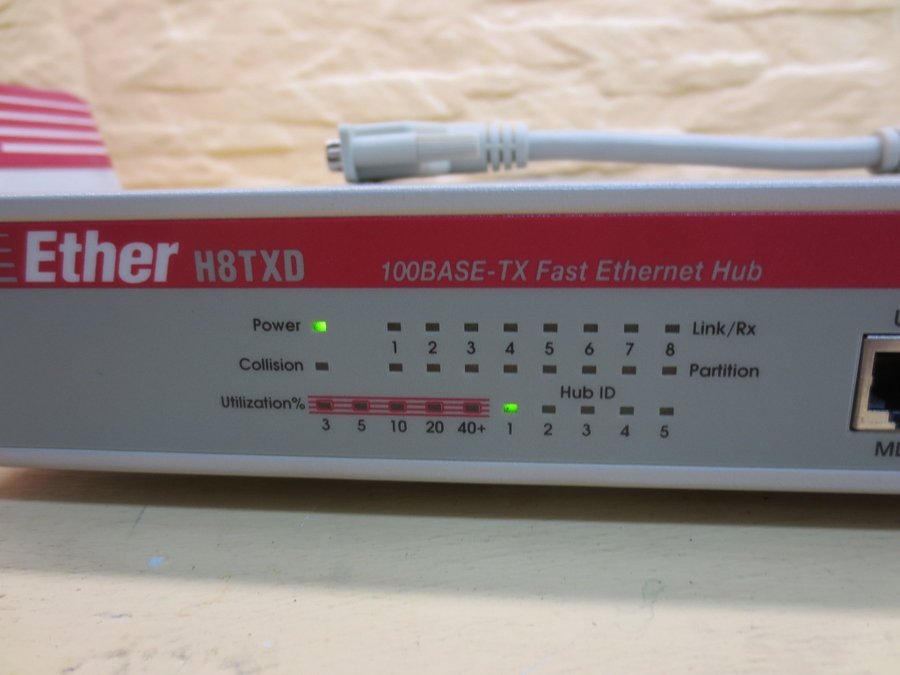 Ether H8TXD 100BASE-TX Fast Ethernet Hub
Power Link/Rx
1 2 3 4 5 6 7 8
Collision Partition
Hub ID
Utilization%
3 5 10 20 40+ 1 2 3 4 5